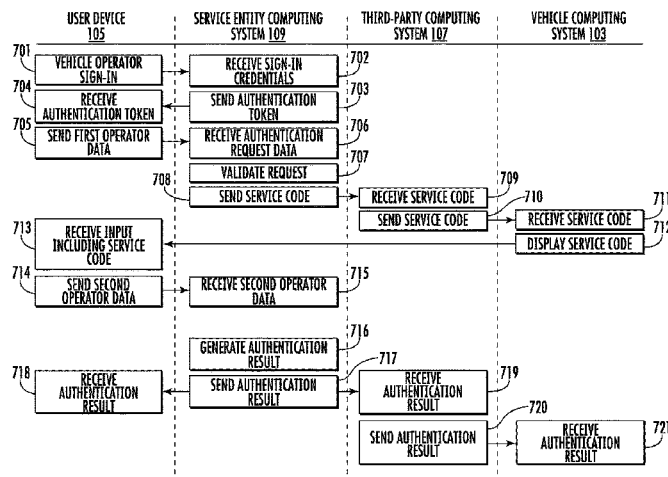 USER DEVICE
105
SERVICE ENTITY COMPUTING
SYSTEM 109
THIRD-PARTY COMPUTING
SYSTEM 107
VEHICLE COMPUTING
SYSTEM 103
701
VEHICLE OPERATOR
SIGN-IN
RECEIVE SIGN-IN
CREDENTIALS
702
704
RECEIVE
AUTHENTICATION TOKEN
SEND AUTHENTICATION
TOKEN
703
705
SEND FIRST OPERATOR
DATA
RECEIVE AUTHENTICATION
REQUEST DATA
706
VALIDATE REQUEST
707
708
SEND SERVICE CODE
RECEIVE SERVICE CODE
709
SEND SERVICE CODE
710
RECEIVE SERVICE CODE
711
713
RECEIVE INPUT
INCLUDING SERVICE
CODE
DISPLAY SERVICE CODE
712
714
SEND SECOND
OPERATOR DATA
RECEIVE SECOND OPERATOR
DATA
715
GENERATE AUTHENTICATION
RESULT
716
718
RECEIVE
AUTHENTICATION
RESULT
SEND AUTHENTICATION
RESULT
717
RECEIVE
AUTHENTICATION
RESULT
719
SEND AUTHENTICATION
RESULT
720
RECEIVE
AUTHENTICATION
RESULT
721